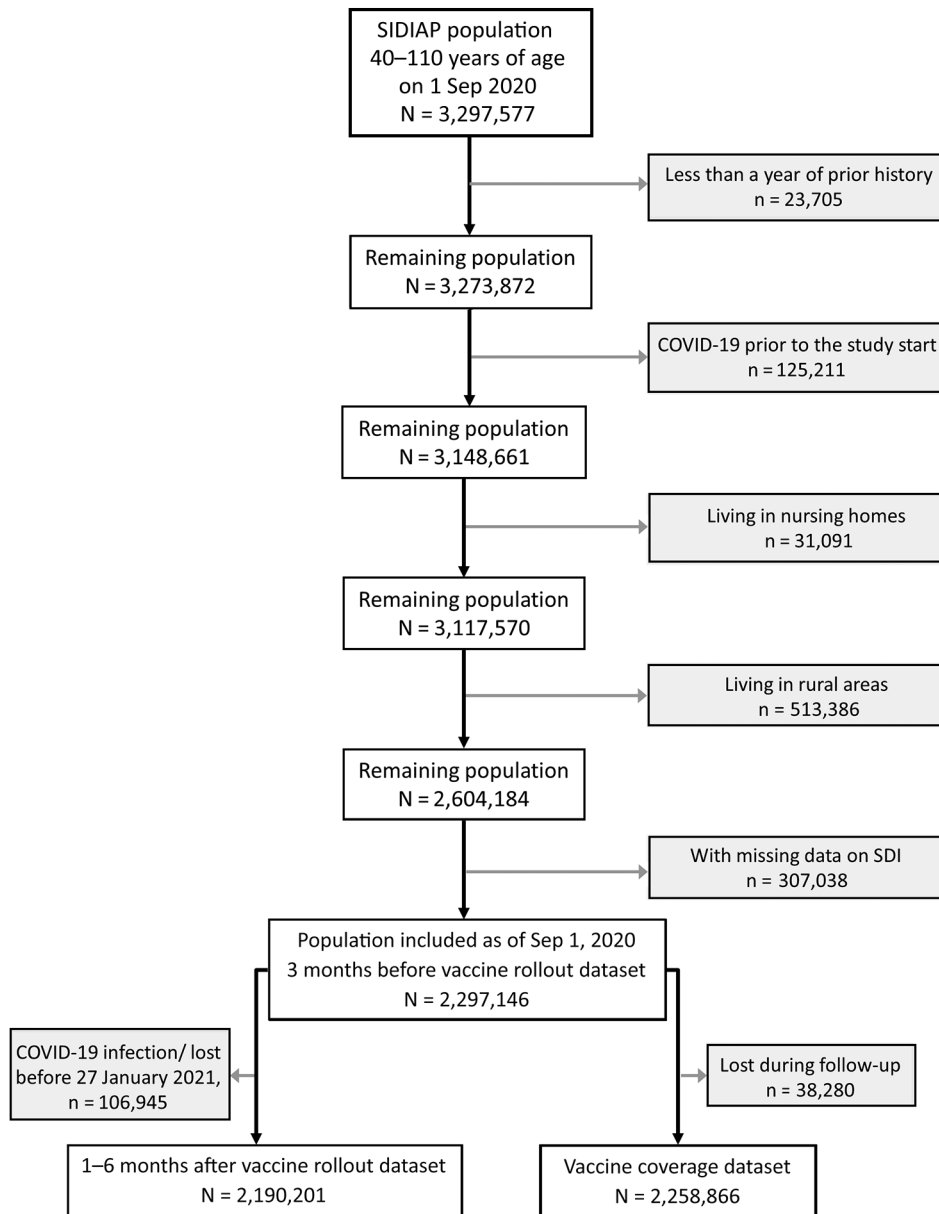 SIDIAP population
40–110 years of age
on 1 Sep 2020
N = 3,297,577
Less than a year of prior history
n = 23,705
Remaining population
N = 3,273,872
COVID-19 prior to the study start
n = 125,211
Remaining population
N = 3,148,661
Living in nursing homes
n = 31,091
Remaining population
N = 3,117,570
Living in rural areas
n = 513,386
Remaining population
N = 2,604,184
With missing data on SDI
n = 307,038
Population included as of Sep 1, 2020
3 months before vaccine rollout dataset
N = 2,297,146
COVID-19 infection/ lost
before 27 January 2021,
n = 106,945
Lost during follow-up
n = 38,280
1–6 months after vaccine rollout dataset
N = 2,190,201
Vaccine coverage dataset
N = 2,258,866